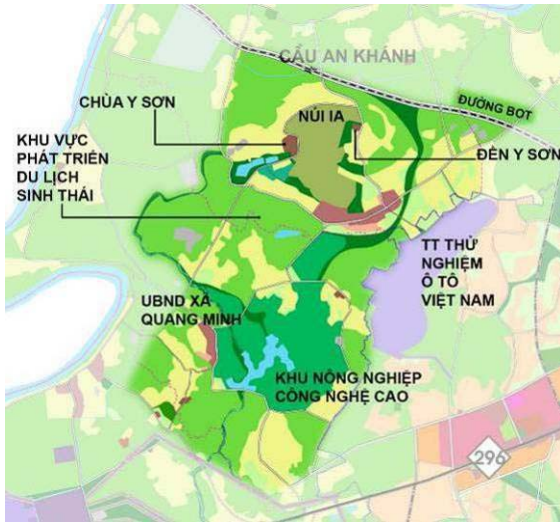 CẦU AN KHÁNH
ĐƯỜNG BOT
CHÙA Y SƠN
NÚI IA
KHU VỰC
PHÁT TRIỂN
DU LỊCH
SINH THÁI
ĐỀN Y SƠN
TT THỬ
NGHIỆM
Ô TÔ
VIỆT NAM
UBND XÃ
QUANG MINH
KHU NÔNG NGHIỆP
CÔNG NGHỆ CAO
296